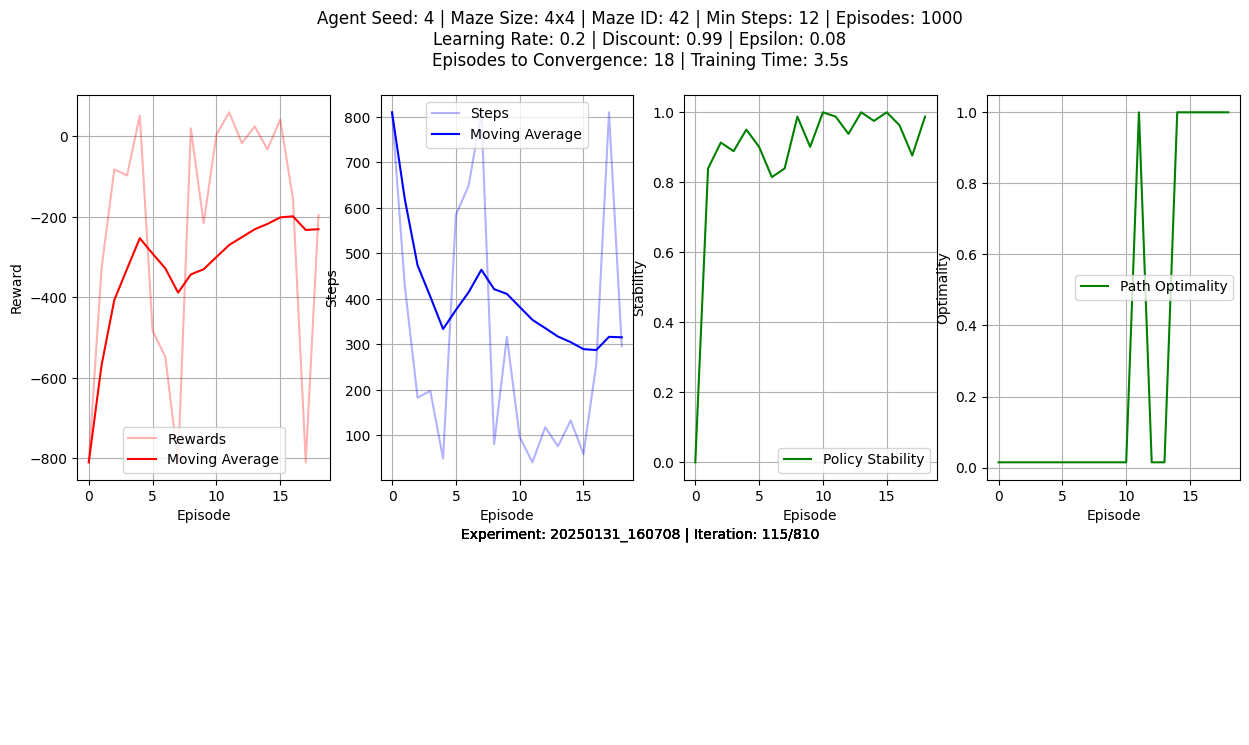 Agent Seed: 4 | Maze Size: 4x4 | Maze ID: 42 | Min Steps: 12 | Episodes: 1000
Learning Rate: 0.2 | Discount: 0.99 | Epsilon: 0.08
Episodes to Convergence: 18 | Training Time: 3.5s
Reward
0
−200
−400
−600
−800
Rewards
Moving Average
0 5 10 15
Episode
Steps
800
700
600
500
400
300
200
100
Steps
Moving Average
0 5 10 15
Episode
Stability
1.0
0.8
0.6
0.4
0.2
0.0
Policy Stability
0 5 10 15
Episode
Optimality
1.0
0.8
0.6
0.4
0.2
0.0
Path Optimality
0 5 10 15
Episode
Experiment: 20250131_160708 | Iteration: 115/810